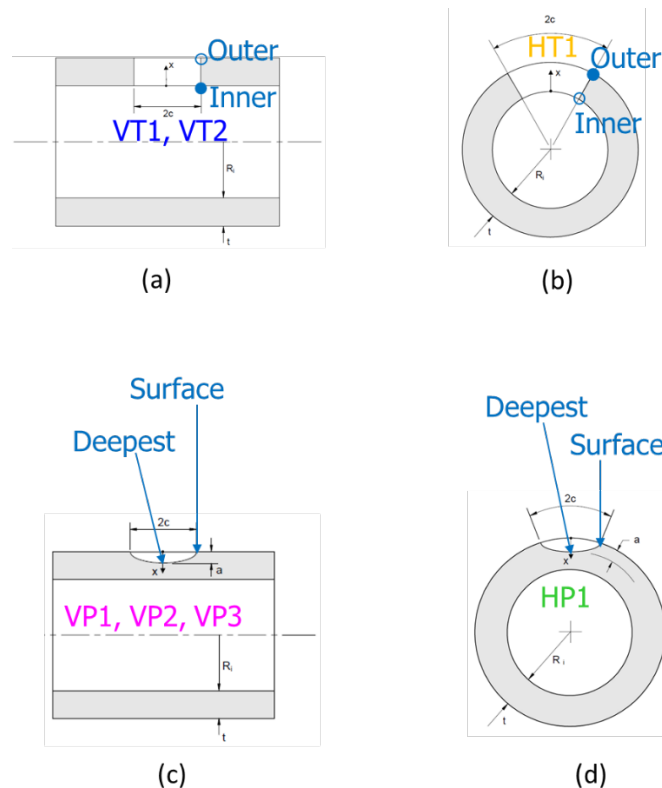 x
Outer
2c
Inner
VT1, VT2
Ri
t
(a)
2c
HT1
Outer
x
Inner
Ri
t
(b)
Surface
Deepest
2c
x
a
VP1, VP2, VP3
Ri
t
(c)
Deepest
Surface
2c
a
x
HP1
Ri
t
(d)